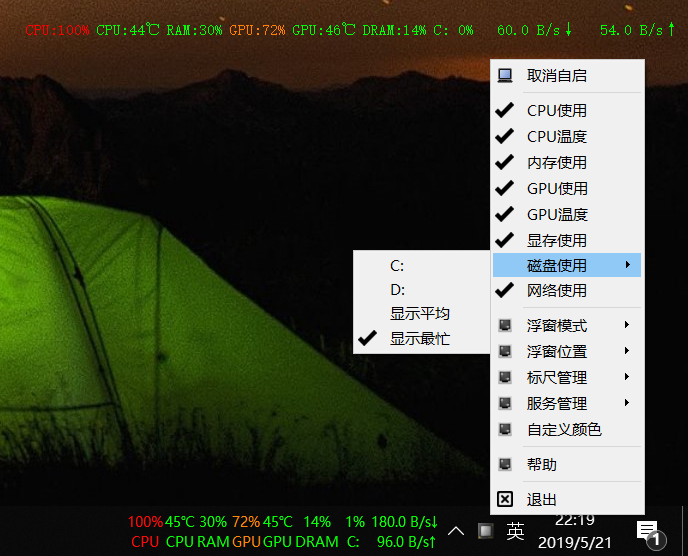 CPU:100% CPU:44℃ RAM:30% GPU:72% GPU:46℃ DRAM:14% C: 0% 60.0 B/s↓ 54.0 B/s↑
取消自启
CPU使用
CPU温度
内存使用
GPU使用
GPU温度
显存使用
磁盘使用
网络使用
C:
D:
显示平均
显示最忙
浮窗模式
浮窗位置
标尺管理
服务管理
自定义颜色
帮助
退出
100% 45℃ 30% 72% 45℃ 14% 1% 180.0 B/s↓
CPU CPU RAM GPU GPU DRAM C: 96.0 B/s↑
英
22:19
2019/5/21
1